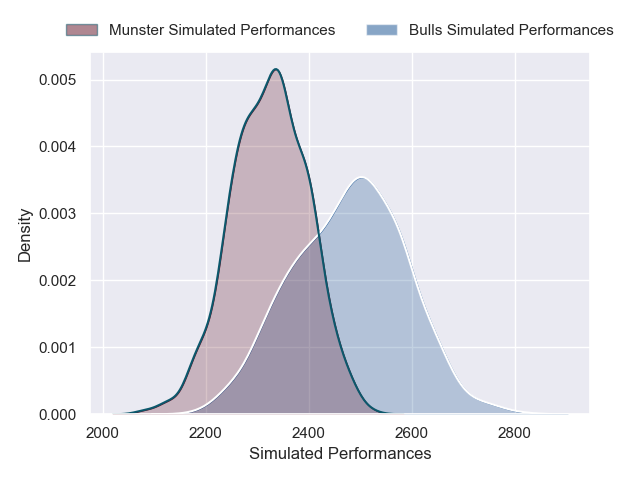 Munster Simulated Performances Bulls Simulated Performances
0.005
0.004
0.003
0.002
0.001
0.000
Density
2000 2200 2400 2600 2800
Simulated Performances